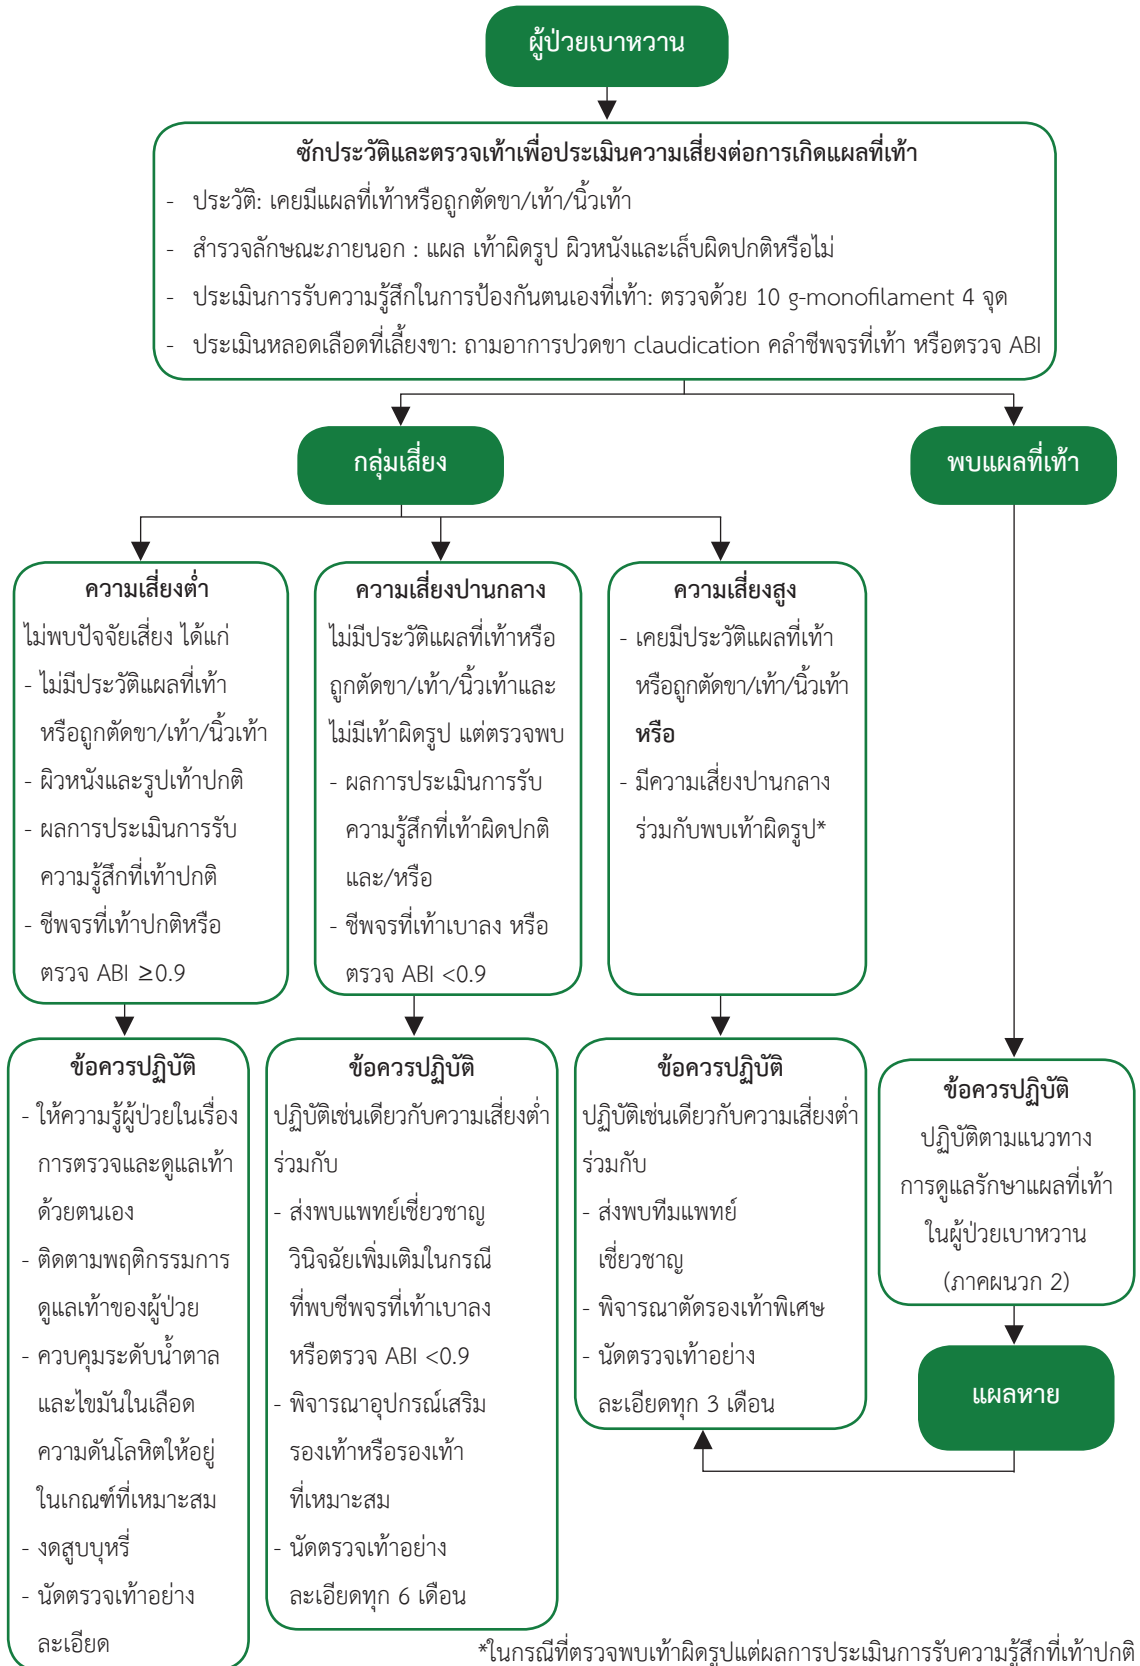 ผู้ป่วยเบาหวาน
ซักประวัติและตรวจเท้าเพื่อประเมินความเสี่ยงต่อการเกิดแผลที่เท้า
- ประวัติ: เคยมีแผลที่เท้าหรือถูกตัดขา/เท้า/นิ้วเท้า
- สำรวจลักษณะภายนอก : แผล เท้าผิดรูป ผิวหนังและเล็บผิดปกติหรือไม่
- ประเมินการรับความรู้สึกในการป้องกันตนเองที่เท้า: ตรวจด้วย 10 g-monofilament 4 จุด
- ประเมินหลอดเลือดที่เลี้ยงขา: ถามอาการปวดขา claudication คลำชีพจรที่เท้า หรือตรวจ ABI
กลุ่มเสี่ยง
พบแผลที่เท้า
ความเสี่ยงต่ำ
ไม่พบปัจจัยเสี่ยง ได้แก่
- ไม่มีประวัติแผลที่เท้า
หรือถูกตัดขา/เท้า/นิ้วเท้า
- ผิวหนังและรูปเท้าปกติ
- ผลการประเมินการรับ
ความรู้สึกที่เท้าปกติ
- ชีพจรที่เท้าปกติหรือ
ตรวจ ABI ≥0.9
ความเสี่ยงปานกลาง
ไม่มีประวัติแผลที่เท้าหรือ
ถูกตัดขา/เท้า/นิ้วเท้าและ
ไม่มีเท้าผิดรูป แต่ตรวจพบ
- ผลการประเมินการรับ
ความรู้สึกที่เท้าผิดปกติ
และ/หรือ
- ชีพจรที่เท้าเบาลง หรือ
ตรวจ ABI <0.9
ความเสี่ยงสูง
- เคยมีประวัติแผลที่เท้า
หรือถูกตัดขา/เท้า/นิ้วเท้า
หรือ
- มีความเสี่ยงปานกลาง
ร่วมกับพบเท้าผิดรูป*
ข้อควรปฏิบัติ
- ให้ความรู้ผู้ป่วยในเรื่อง
การตรวจและดูแลเท้า
ด้วยตนเอง
- ติดตามพฤติกรรมการ
ดูแลเท้าของผู้ป่วย
- ควบคุมระดับน้ำตาล
และไขมันในเลือด
ความดันโลหิตให้อยู่
ในเกณฑ์ที่เหมาะสม
- งดสูบบุหรี่
- นัดตรวจเท้าอย่าง
ละเอียด
ข้อควรปฏิบัติ
ปฏิบัติเช่นเดียวกับความเสี่ยงต่ำ
ร่วมกับ
- ส่งพบแพทย์เชี่ยวชาญ
วินิจฉัยเพิ่มเติมในกรณี
ที่พบชีพจรที่เท้าเบาลง
หรือตรวจ ABI <0.9
- พิจารณาอุปกรณ์เสริม
รองเท้าหรือรองเท้า
ที่เหมาะสม
- นัดตรวจเท้าอย่าง
ละเอียดทุก 6 เดือน
ข้อควรปฏิบัติ
ปฏิบัติเช่นเดียวกับความเสี่ยงต่ำ
ร่วมกับ
- ส่งพบทีมแพทย์
เชี่ยวชาญ
- พิจารณาตัดรองเท้าพิเศษ
- นัดตรวจเท้าอย่าง
ละเอียดทุก 3 เดือน
ข้อควรปฏิบัติ
ปฏิบัติตามแนวทาง
การดูแลรักษาแผลที่เท้า
ในผู้ป่วยเบาหวาน
(ภาคผนวก 2)
แผลหาย
*ในกรณีที่ตรวจพบเท้าผิดรูปแต่ผลการประเมินการรับความรู้สึกที่เท้าปกติ